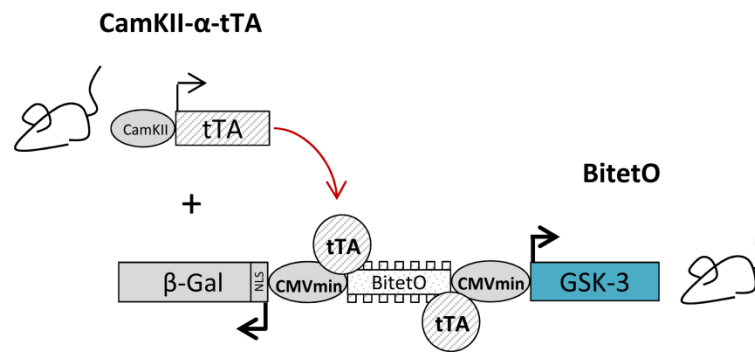 CamKII-α-tTA
CamKII
tTA
BitetO
+
tTA
β-Gal
NLS
CMVmin
BitetO
CMVmin
GSK-3
tTA